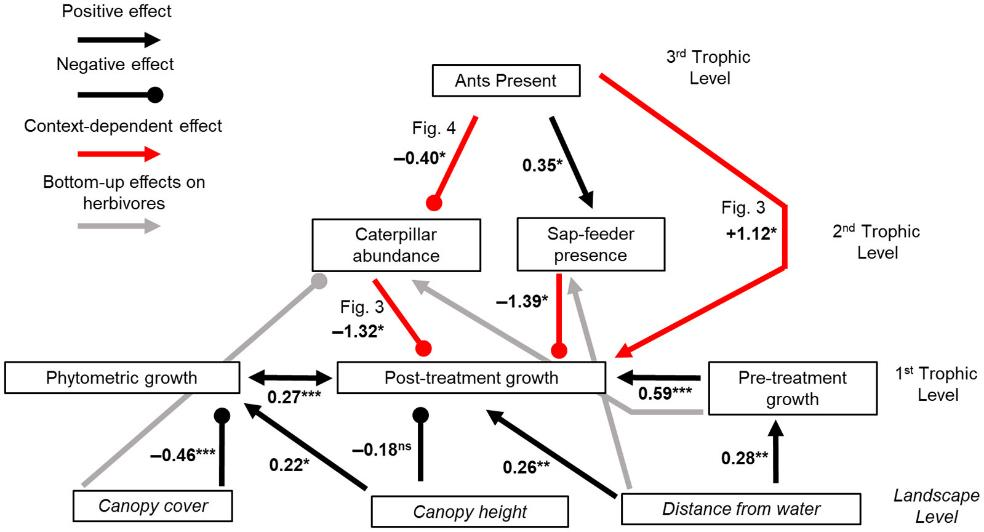 Positive effect
Negative effect
Context-dependent effect
Bottom-up effects on
herbivores
3rd Trophic
Level
Ants Present
Fig. 4
–0.40*
0.35*
Fig. 3
+1.12*
2nd Trophic
Level
Caterpillar
abundance
Sap-feeder
presence
Fig. 3
–1.32*
–1.39*
Phytometric growth
0.27***
Post-treatment growth
0.59***
Pre-treatment
growth
1st Trophic
Level
–0.46***
0.22*
–0.18ns
0.26**
0.28**
Canopy cover
Canopy height
Distance from water
Landscape
Level